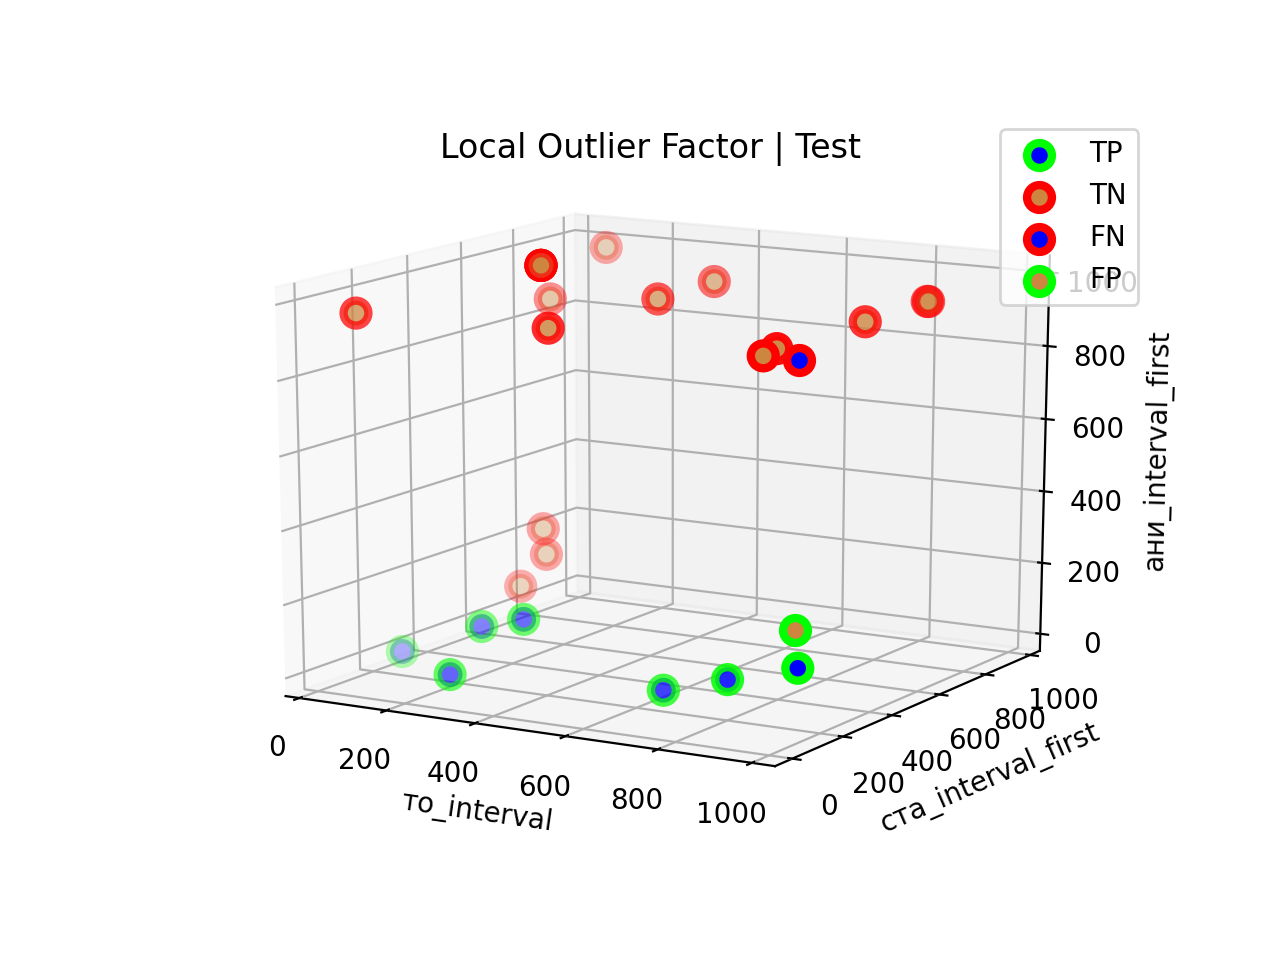 Local Outlier Factor | Test
TP
TN
FN
FP
1000
800
600
400
200
0
ани_interval_first
0
200
400
600
800
1000
то_interval
0
200
400
600
800
1000
ста_interval_first